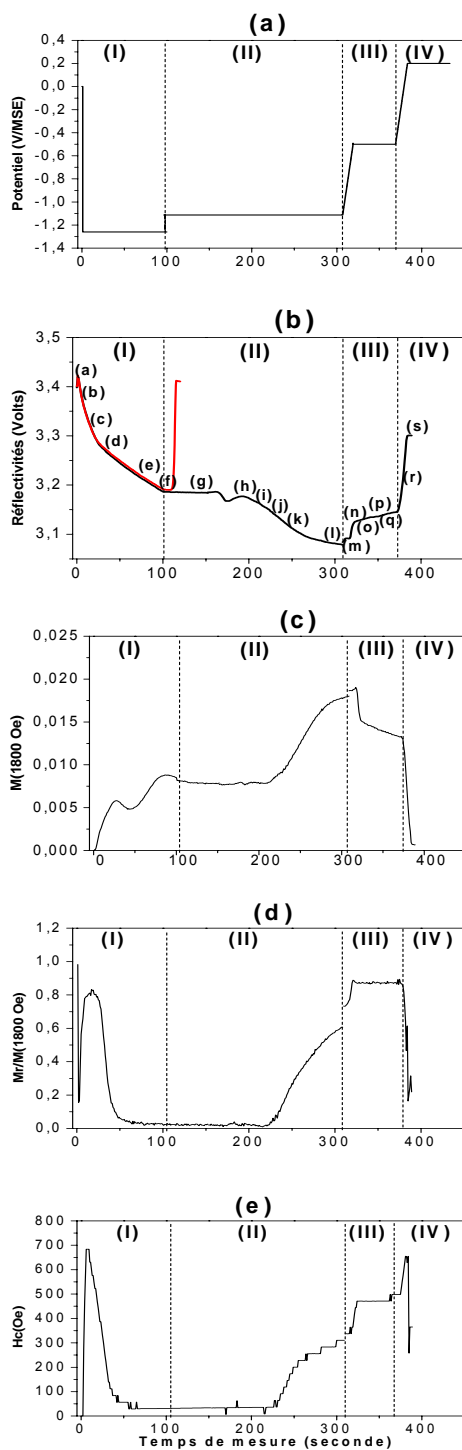 (a)
(I) (II) (III) (IV)
Potentiel (V/MSE)
0,4
0,2
0,0
-0,2
-0,4
-0,6
-0,8
-1,0
-1,2
-1,4
0 100 200 300 400
(b)
(I) (II) (III) (IV)
Réflectivités (Volts)
3,5
3,4
3,3
3,2
3,1
(a)
(b)
(c)
(d)
(e)
(f)
(g)
(h)
(i)
(j)
(k)
(l)
(m)
(n)
(o)
(p)
(q)
(r)
(s)
0 100 200 300 400
(c)
(I) (II) (III) (IV)
M(1800 Oe)
0,025
0,020
0,015
0,010
0,005
0,000
0 100 200 300 400
(d)
(I) (II) (III) (IV)
Mr/M(1800 Oe)
1,2
1,0
0,8
0,6
0,4
0,2
0,0
0 100 200 300 400
(e)
(I) (II) (III) (IV)
Hc(Oe)
800
700
600
500
400
300
200
100
0
0 100 200 300 400
Temps de mesure (seconde)